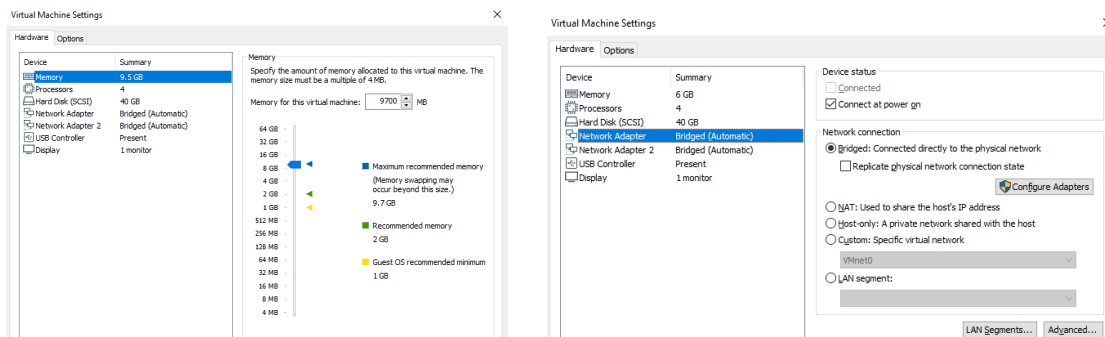 Virtual Machine Settings
Hardware Options
Device Summary
Memory 9.5 GB
Processors 4
Hard Disk (SCSI) 40 GB
Network Adapter Bridged (Automatic)
Network Adapter 2 Bridged (Automatic)
USB Controller Present
Display 1 monitor
Memory
Specify the amount of memory allocated to this virtual machine. The
memory size must be a multiple of 4 MB.
Memory for this virtual machine: 9700 MB
64 GB
32 GB
16 GB
8 GB
4 GB
2 GB
1 GB
512 MB
256 MB
128 MB
64 MB
32 MB
16 MB
8 MB
4 MB
Maximum recommended memory
(Memory swapping may
occur beyond this size.)
9.7 GB
Recommended memory
2 GB
Guest OS recommended minimum
1 GB
Virtual Machine Settings
Hardware Options
Device Summary
Memory 6 GB
Processors 4
Hard Disk (SCSI) 40 GB
Network Adapter Bridged (Automatic)
Network Adapter 2 Bridged (Automatic)
USB Controller Present
Display 1 monitor
Device status
Connected
Connect at power on
Network connection
Bridged: Connected directly to the physical network
Replicate physical network connection state
Configure Adapters
NAT: Used to share the host's IP address
Host-only: A private network shared with the host
Custom: Specific virtual network
VMnet0
LAN segment:
LAN Segments... Advanced...